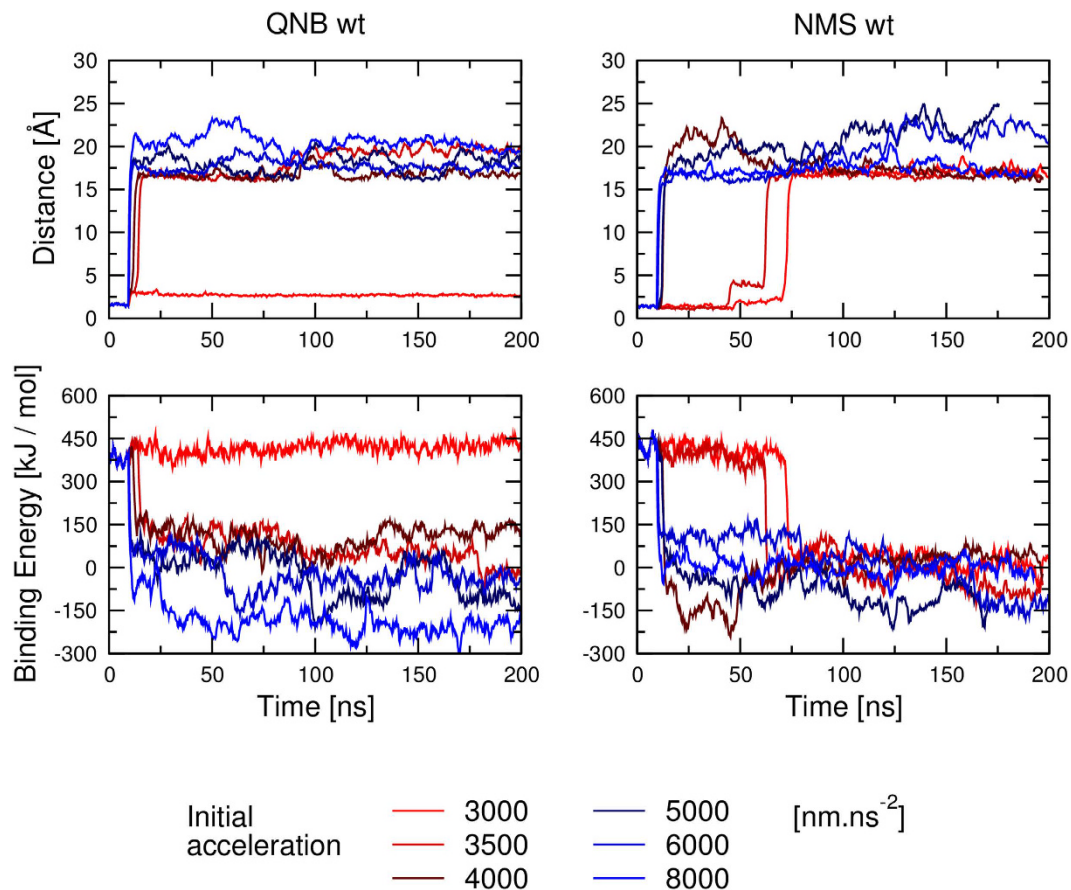 QNB wt
NMS wt
30
25
20
15
10
5
0
Distance [Å]
0 50 100 150 200
30
25
20
15
10
5
0
0 50 100 150 200
600
450
300
150
0
-150
-300
Binding Energy [kJ / mol]
0 50 100 150 200
Time [ns]
600
450
300
150
0
-150
-300
0 50 100 150 200
Time [ns]
Initial
acceleration
3000
3500
4000
5000
6000
8000
[nm.ns⁻²]